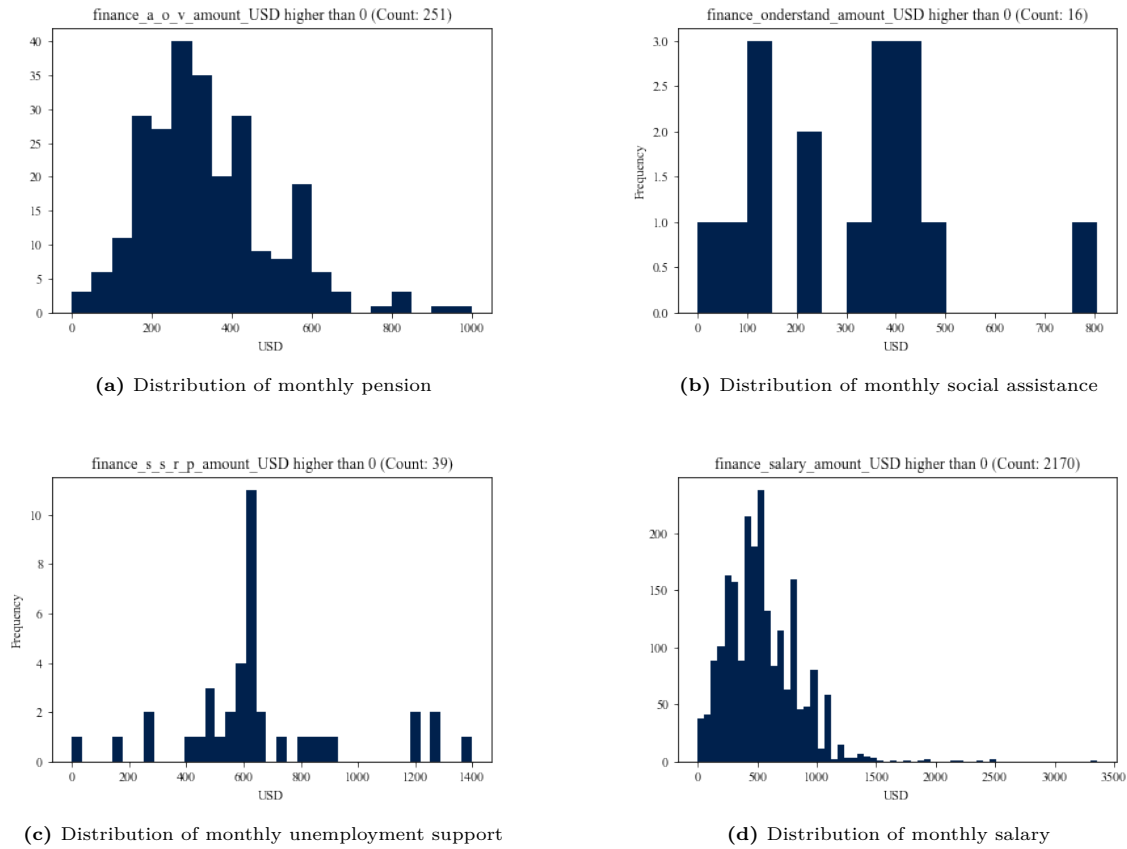 finance_a_o_v_amount_USD higher than 0 (Count: 251)
40
35
30
25
20
15
10
5
0
0 200 400 600 800 1000
USD
(a) Distribution of monthly pension
finance_onderstand_amount_USD higher than 0 (Count: 16)
3.0
2.5
2.0
1.5
1.0
0.5
0.0
Frequency
0 100 200 300 400 500 600 700 800
USD
(b) Distribution of monthly social assistance
finance_s_s_r_p_amount_USD higher than 0 (Count: 39)
10
8
6
4
2
0
Frequency
0 200 400 600 800 1000 1200 1400
USD
(c) Distribution of monthly unemployment support
finance_salary_amount_USD higher than 0 (Count: 2170)
200
150
100
50
0
0 500 1000 1500 2000 2500 3000 3500
USD
(d) Distribution of monthly salary